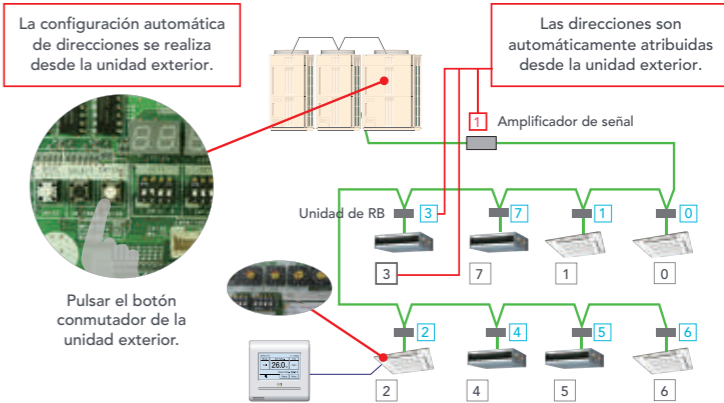 La configuración automática
de direcciones se realiza
desde la unidad exterior.
Las direcciones son
automáticamente atribuidas
desde la unidad exterior.
1
Amplificador de señal
Unidad de RB
3
7
1
0
3
7
1
0
Pulsar el botón
conmutador de la
unidad exterior.
2
4
5
6
26.0
2
4
5
6